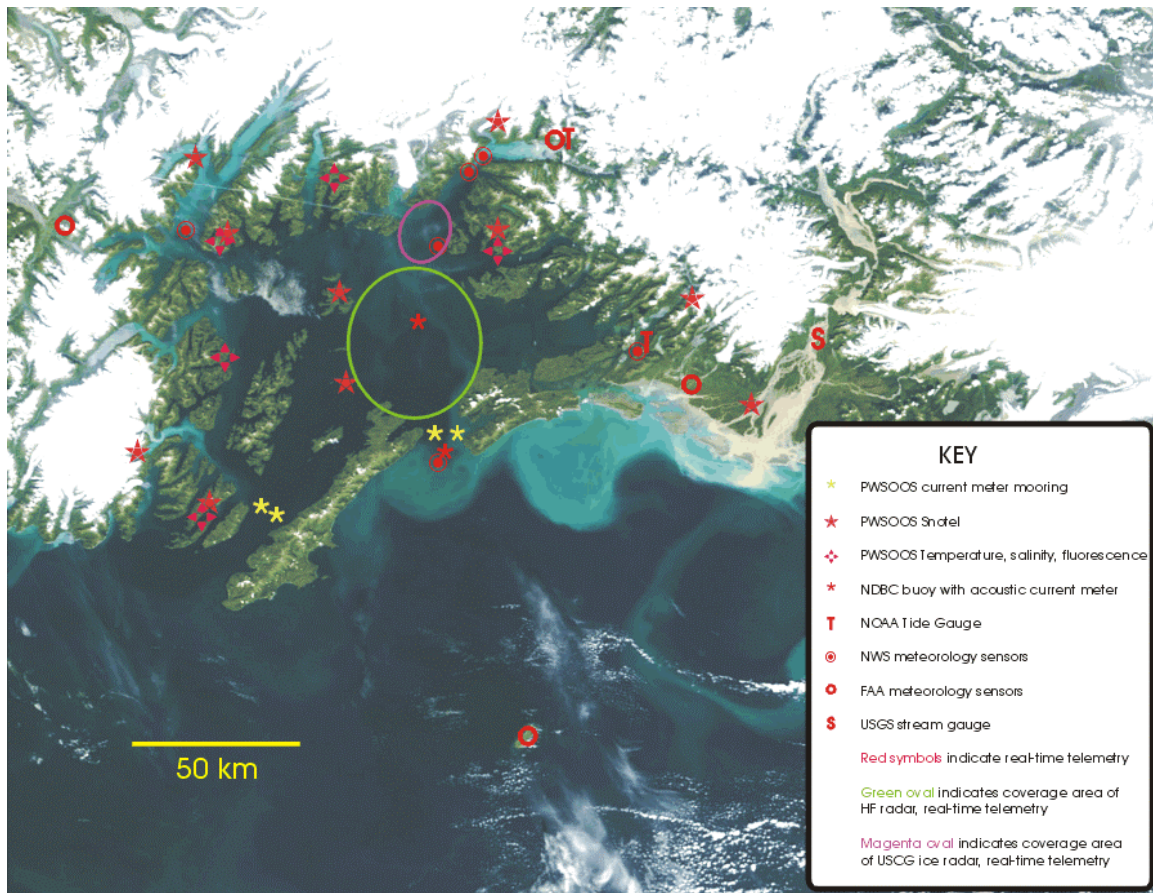 T
T
S
50 km
KEY
PWSOOS current meter mooring
PWSOOS Snotel
PWSOOS Temperature, salinity, fluorescence
NDBC buoy with acoustic current meter
T NOAA Tide Gauge
NWS meteorology sensors
FAA meteorology sensors
S USGS stream gauge
Red symbols indicate real-time telemetry
Green oval indicates coverage area of
HF radar, real-time telemetry
Magenta oval indicates coverage area
of USCG ice radar, real-time telemetry